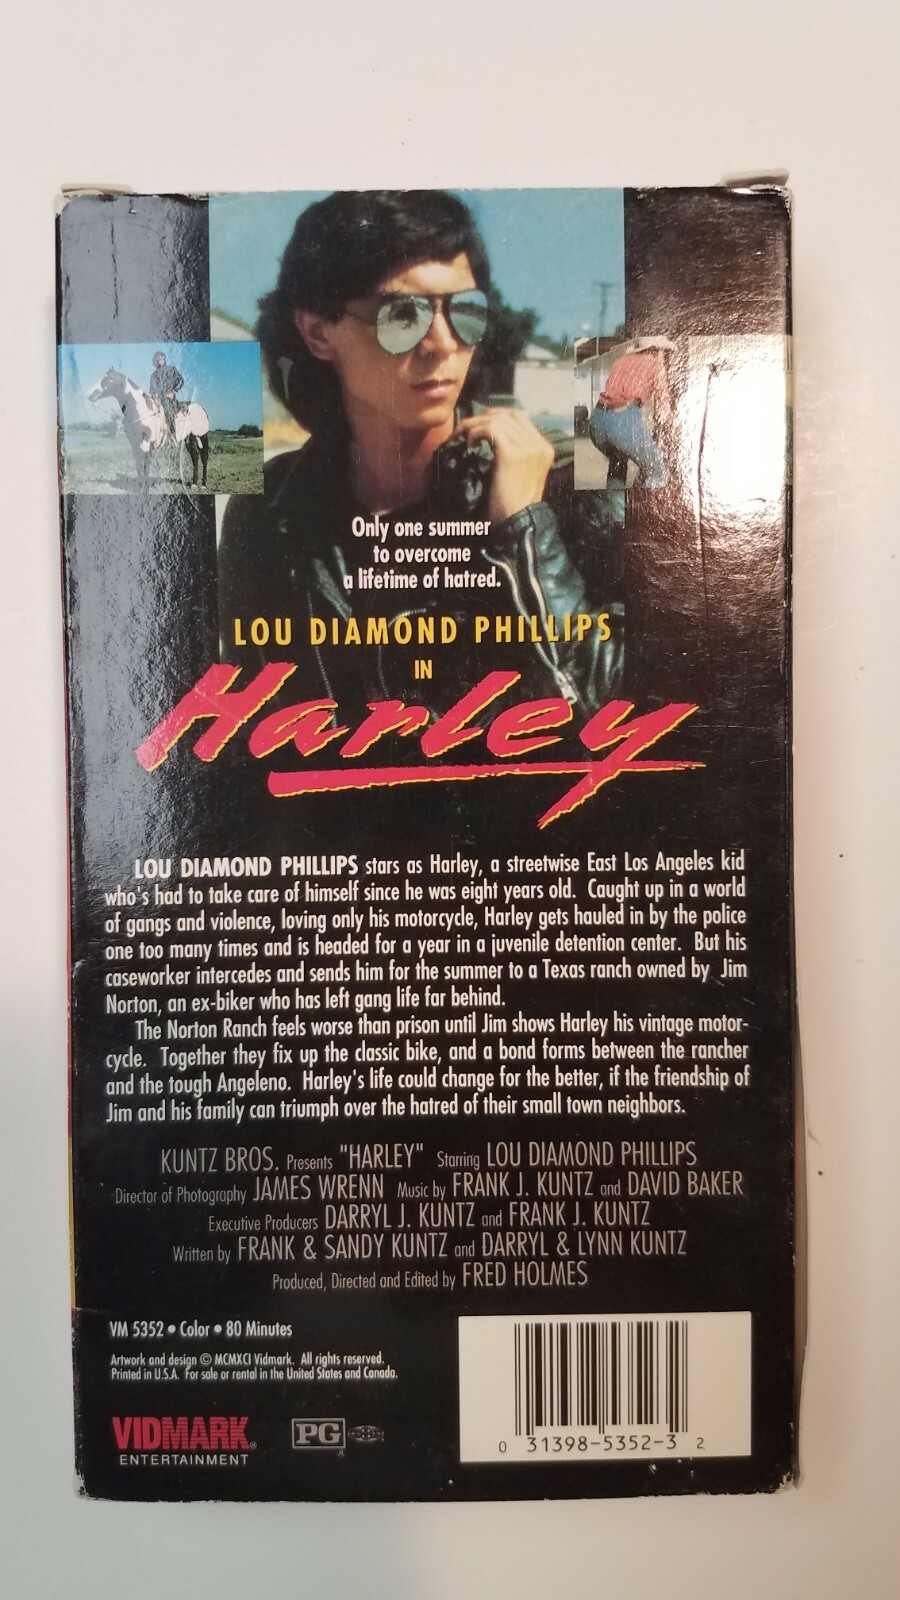 Only one summer
to overcome
a lifetime of hatred.
LOU DIAMOND PHILLIPS
IN
Harley
LOU DIAMOND PHILLIPS stars as Harley, a streetwise East Los Angeles kid
who's had to take care of himself since he was eight years old. Caught up in a world
of gangs and violence, loving only his motorcycle, Harley gets hauled in by the police
one too many times and is headed for a year in a juvenile detention center. But his
caseworker intercedes and sends him for the summer to a Texas ranch owned by Jim
Norton, an ex-biker who has left gang life far behind.
The Norton Ranch feels worse than prison until Jim shows Harley his vintage motor-
cycle. Together they fix up the classic bike, and a bond forms between the rancher
and the tough Angeleno. Harley's life could change for the better, if the friendship of
Jim and his family can triumph over the hatred of their small town neighbors.
KUNTZ BROS. Presents "HARLEY" Starring LOU DIAMOND PHILLIPS
Director of Photography JAMES WRENN Music by FRANK J. KUNTZ and DAVID BAKER
Executive Producers DARRYL J. KUNTZ and FRANK J. KUNTZ
Written by FRANK & SANDY KUNTZ and DARRYL & LYNN KUNTZ
Produced, Directed and Edited by FRED HOLMES
VM 5352 • Color • 80 Minutes
Artwork and design © MCMXCI Vidmark. All rights reserved.
Printed in U.S.A. For sale or rental in the United States and Canada.
VIDMARK®
ENTERTAINMENT
PG
0 31398-5352-3 2